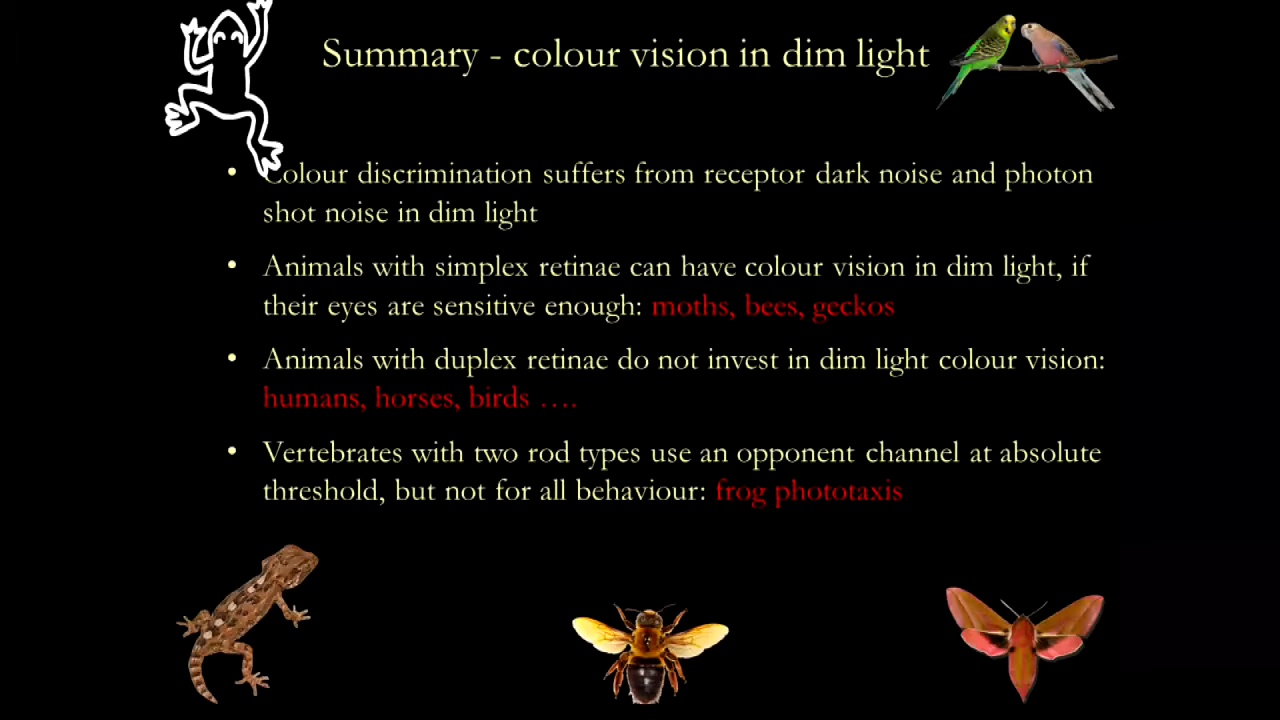 Summary - colour vision in dim light
• Colour discrimination suffers from receptor dark noise and photon
shot noise in dim light
• Animals with simplex retinae can have colour vision in dim light, if
their eyes are sensitive enough: moths, bees, geckos
• Animals with duplex retinae do not invest in dim light colour vision:
humans, horses, birds ….
• Vertebrates with two rod types use an opponent channel at absolute
threshold, but not for all behaviour: frog phototaxis